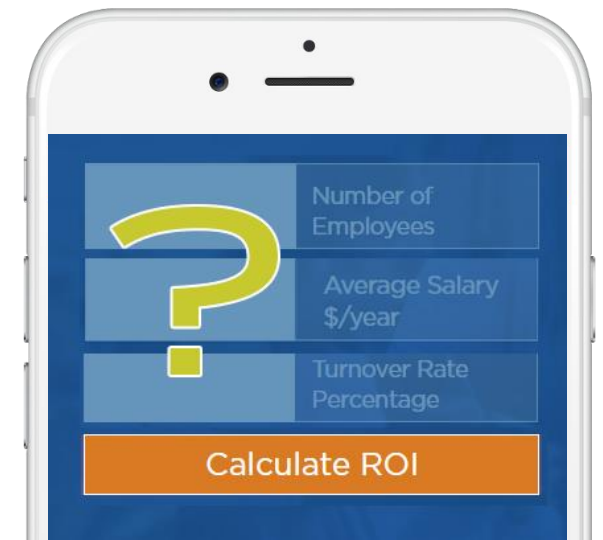 Number of
Employees
?
Average Salary
$/year
Turnover Rate
Percentage
Calculate ROI